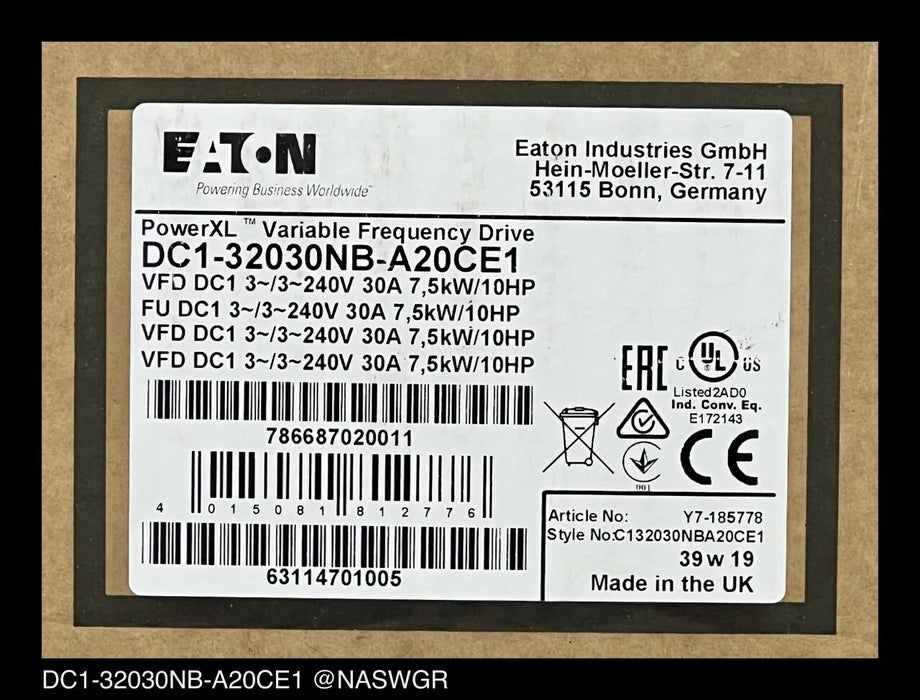 EATON
Powering Business Worldwide
Eaton Industries GmbH
Hein-Moeller-Str. 7-11
53115 Bonn, Germany
PowerXL™ Variable Frequency Drive
DC1-32030NB-A20CE1
VFD DC1 3~/3~240V 30A 7,5kW/10HP
FU DC1 3~/3~240V 30A 7,5kW/10HP
VFD DC1 3~/3~240V 30A 7,5kW/10HP
VFD DC1 3~/3~240V 30A 7,5kW/10HP
786687020011
4 015081 812776
63114701005
EAC
C UL ® US
Listed 2AD0
Ind. Conv. Eq.
E172143
CE
001
Article No: Y7-185778
Style No:C132030NBA20CE1
39 w 19
Made in the UK
DC1-32030NB-A20CE1 @NASWGR